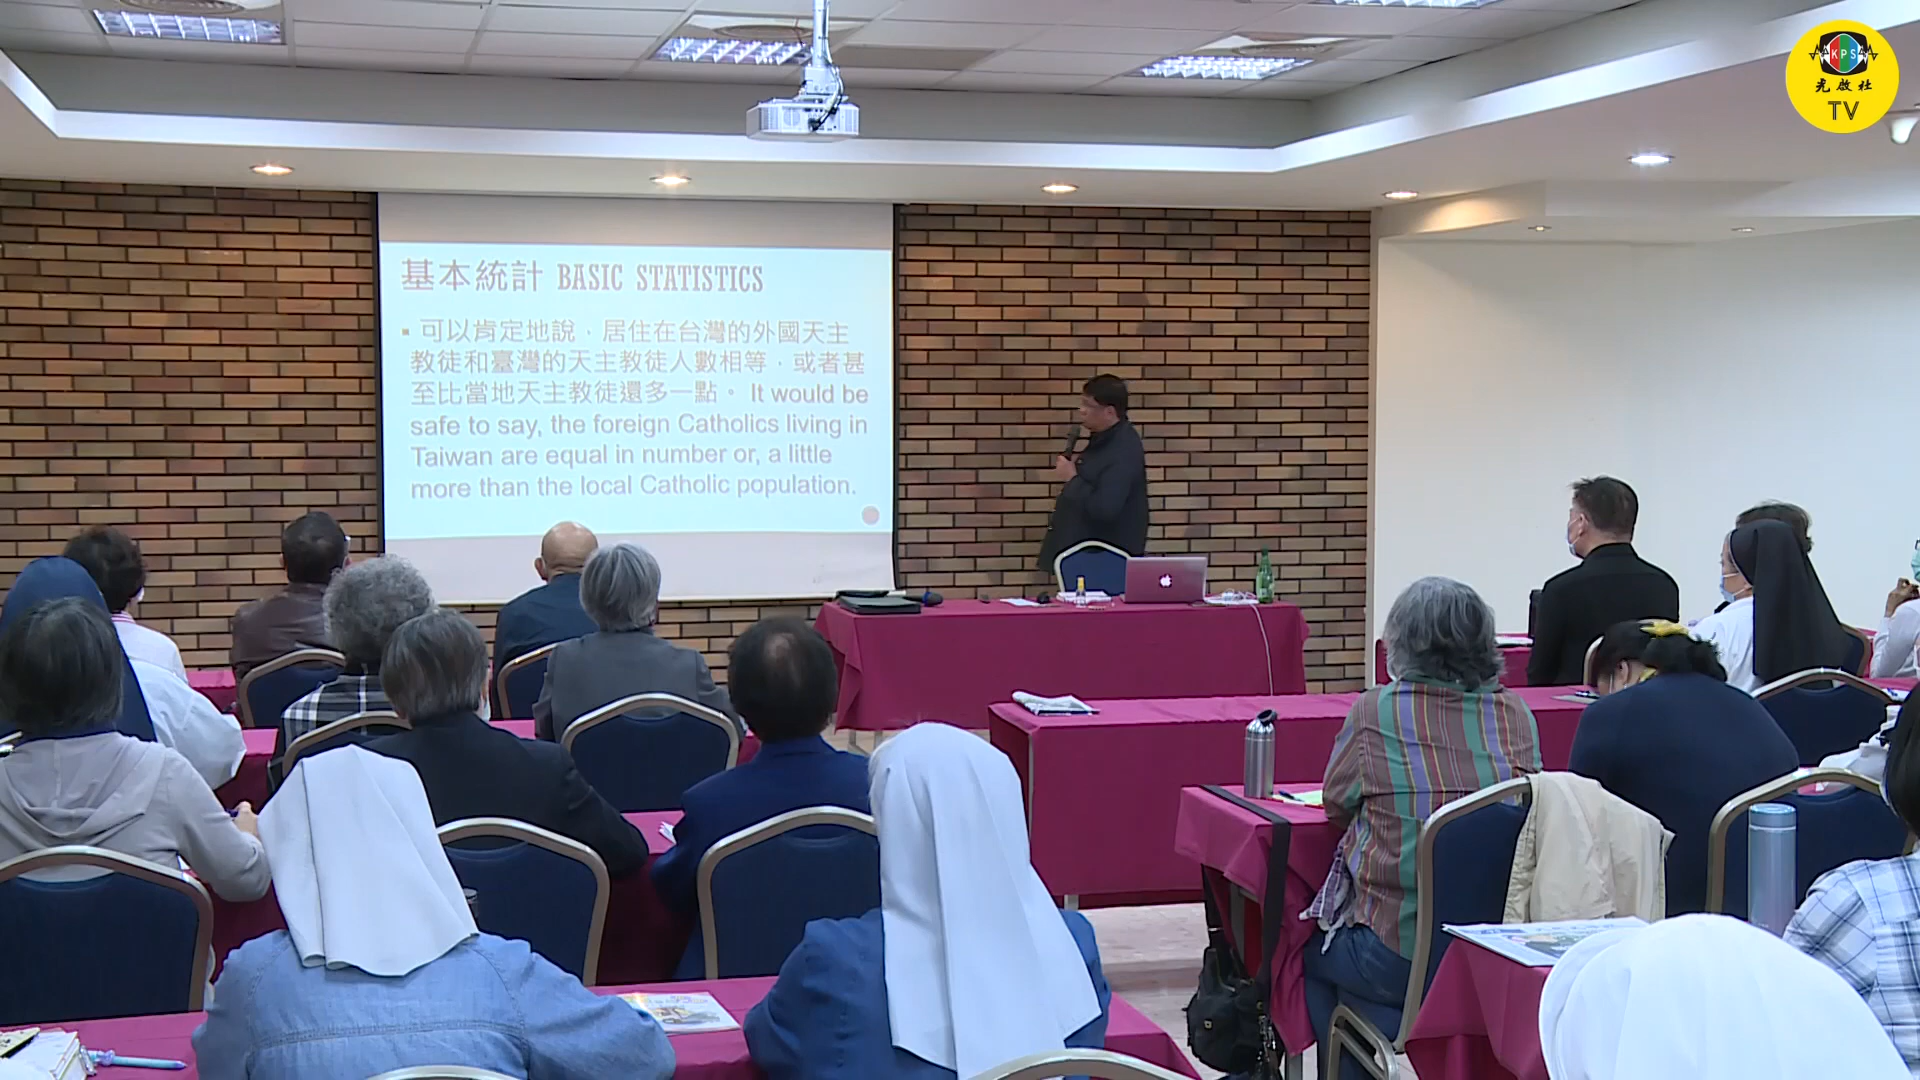 KPS
光啟社
TV
基本統計 BASIC STATISTICS
▪ 可以肯定地說，居住在台灣的外國天主
教徒和臺灣的天主教徒人數相等，或者甚
至比當地天主教徒還多一點。 It would be
safe to say, the foreign Catholics living in
Taiwan are equal in number or, a little
more than the local Catholic population.